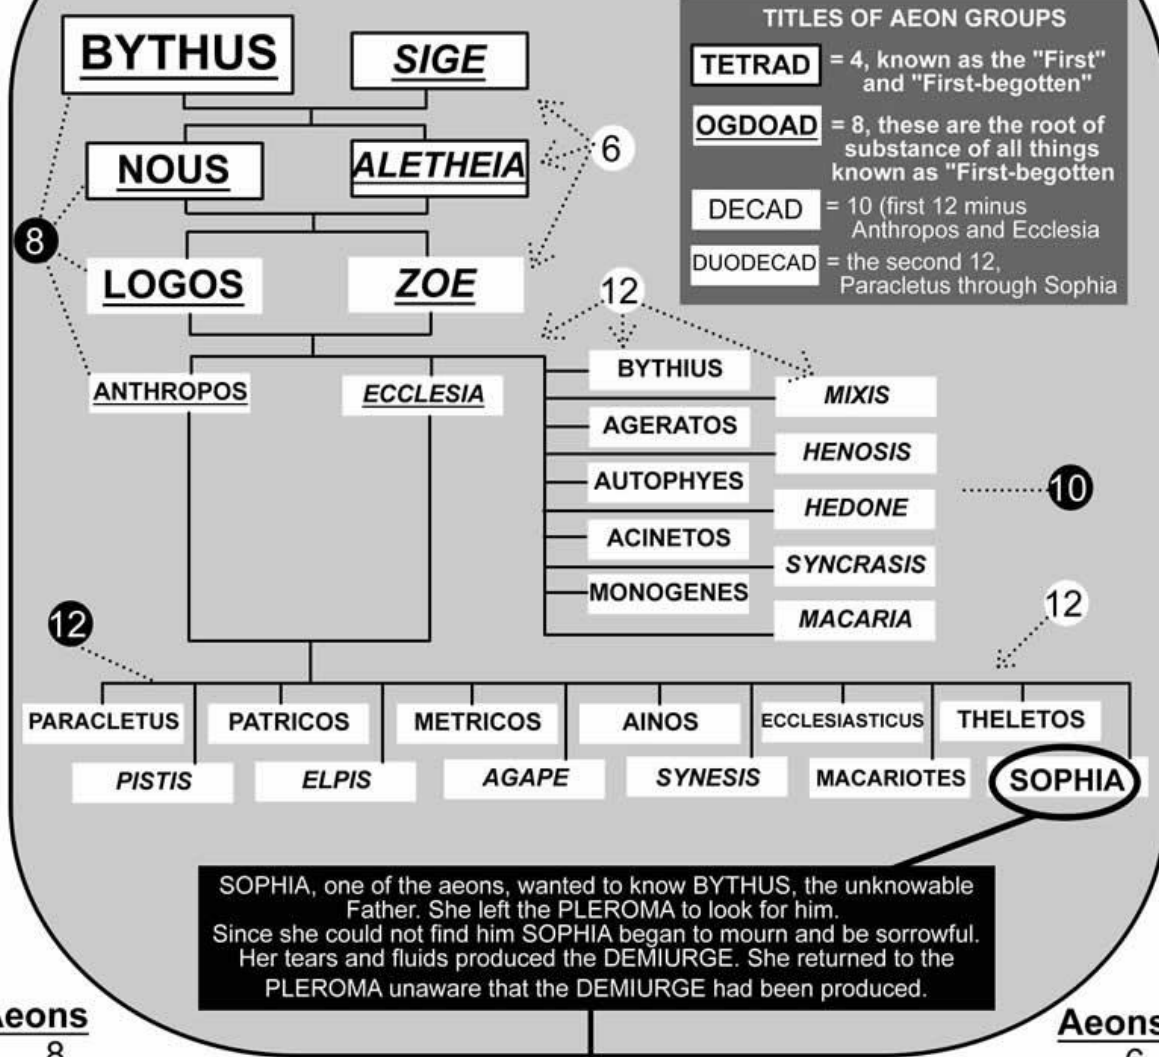 BYTHUS
SIGE
NOUS
ALETHEIA
6
8
LOGOS
ZOE
TITLES OF AEON GROUPS
TETRAD = 4, known as the "First"
and "First-begotten"
OGDOAD = 8, these are the root of
substance of all things
known as "First-begotten
DECAD = 10 (first 12 minus
Anthropos and Ecclesia
DUODECAD = the second 12,
Paracletus through Sophia
12
ANTHROPOS
ECCLESIA
BYTHIUS
MIXIS
AGERATOS
HENOSIS
AUTOPHYES
HEDONE
ACINETOS
SYNCRASIS
MONOGENES
MACARIA
10
12
12
PARACLETUS
PATRICOS
METRICOS
AINOS
ECCLESIASTICUS
THELETOS
PISTIS
ELPIS
AGAPE
SYNESIS
MACARIOTES
SOPHIA
SOPHIA, one of the aeons, wanted to know BYTHUS, the unknowable
Father. She left the PLEROMA to look for him.
Since she could not find him SOPHIA began to mourn and be sorrowful.
Her tears and fluids produced the DEMIURGE. She returned to the
PLEROMA unaware that the DEMIURGE had been produced.
Aeons
8
Aeons
6